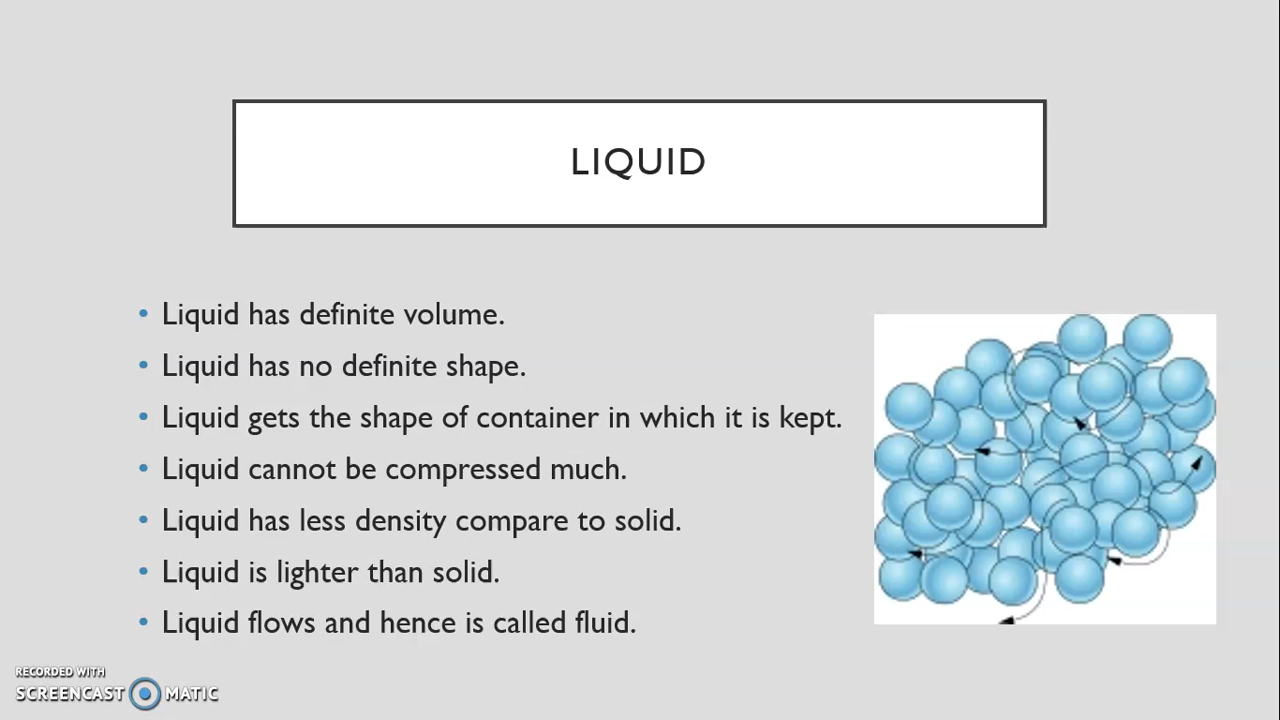 LIQUID
• Liquid has definite volume.
• Liquid has no definite shape.
• Liquid gets the shape of container in which it is kept.
• Liquid cannot be compressed much.
• Liquid has less density compare to solid.
• Liquid is lighter than solid.
• Liquid flows and hence is called fluid.
RECORDED WITH
SCREENCAST MATIC